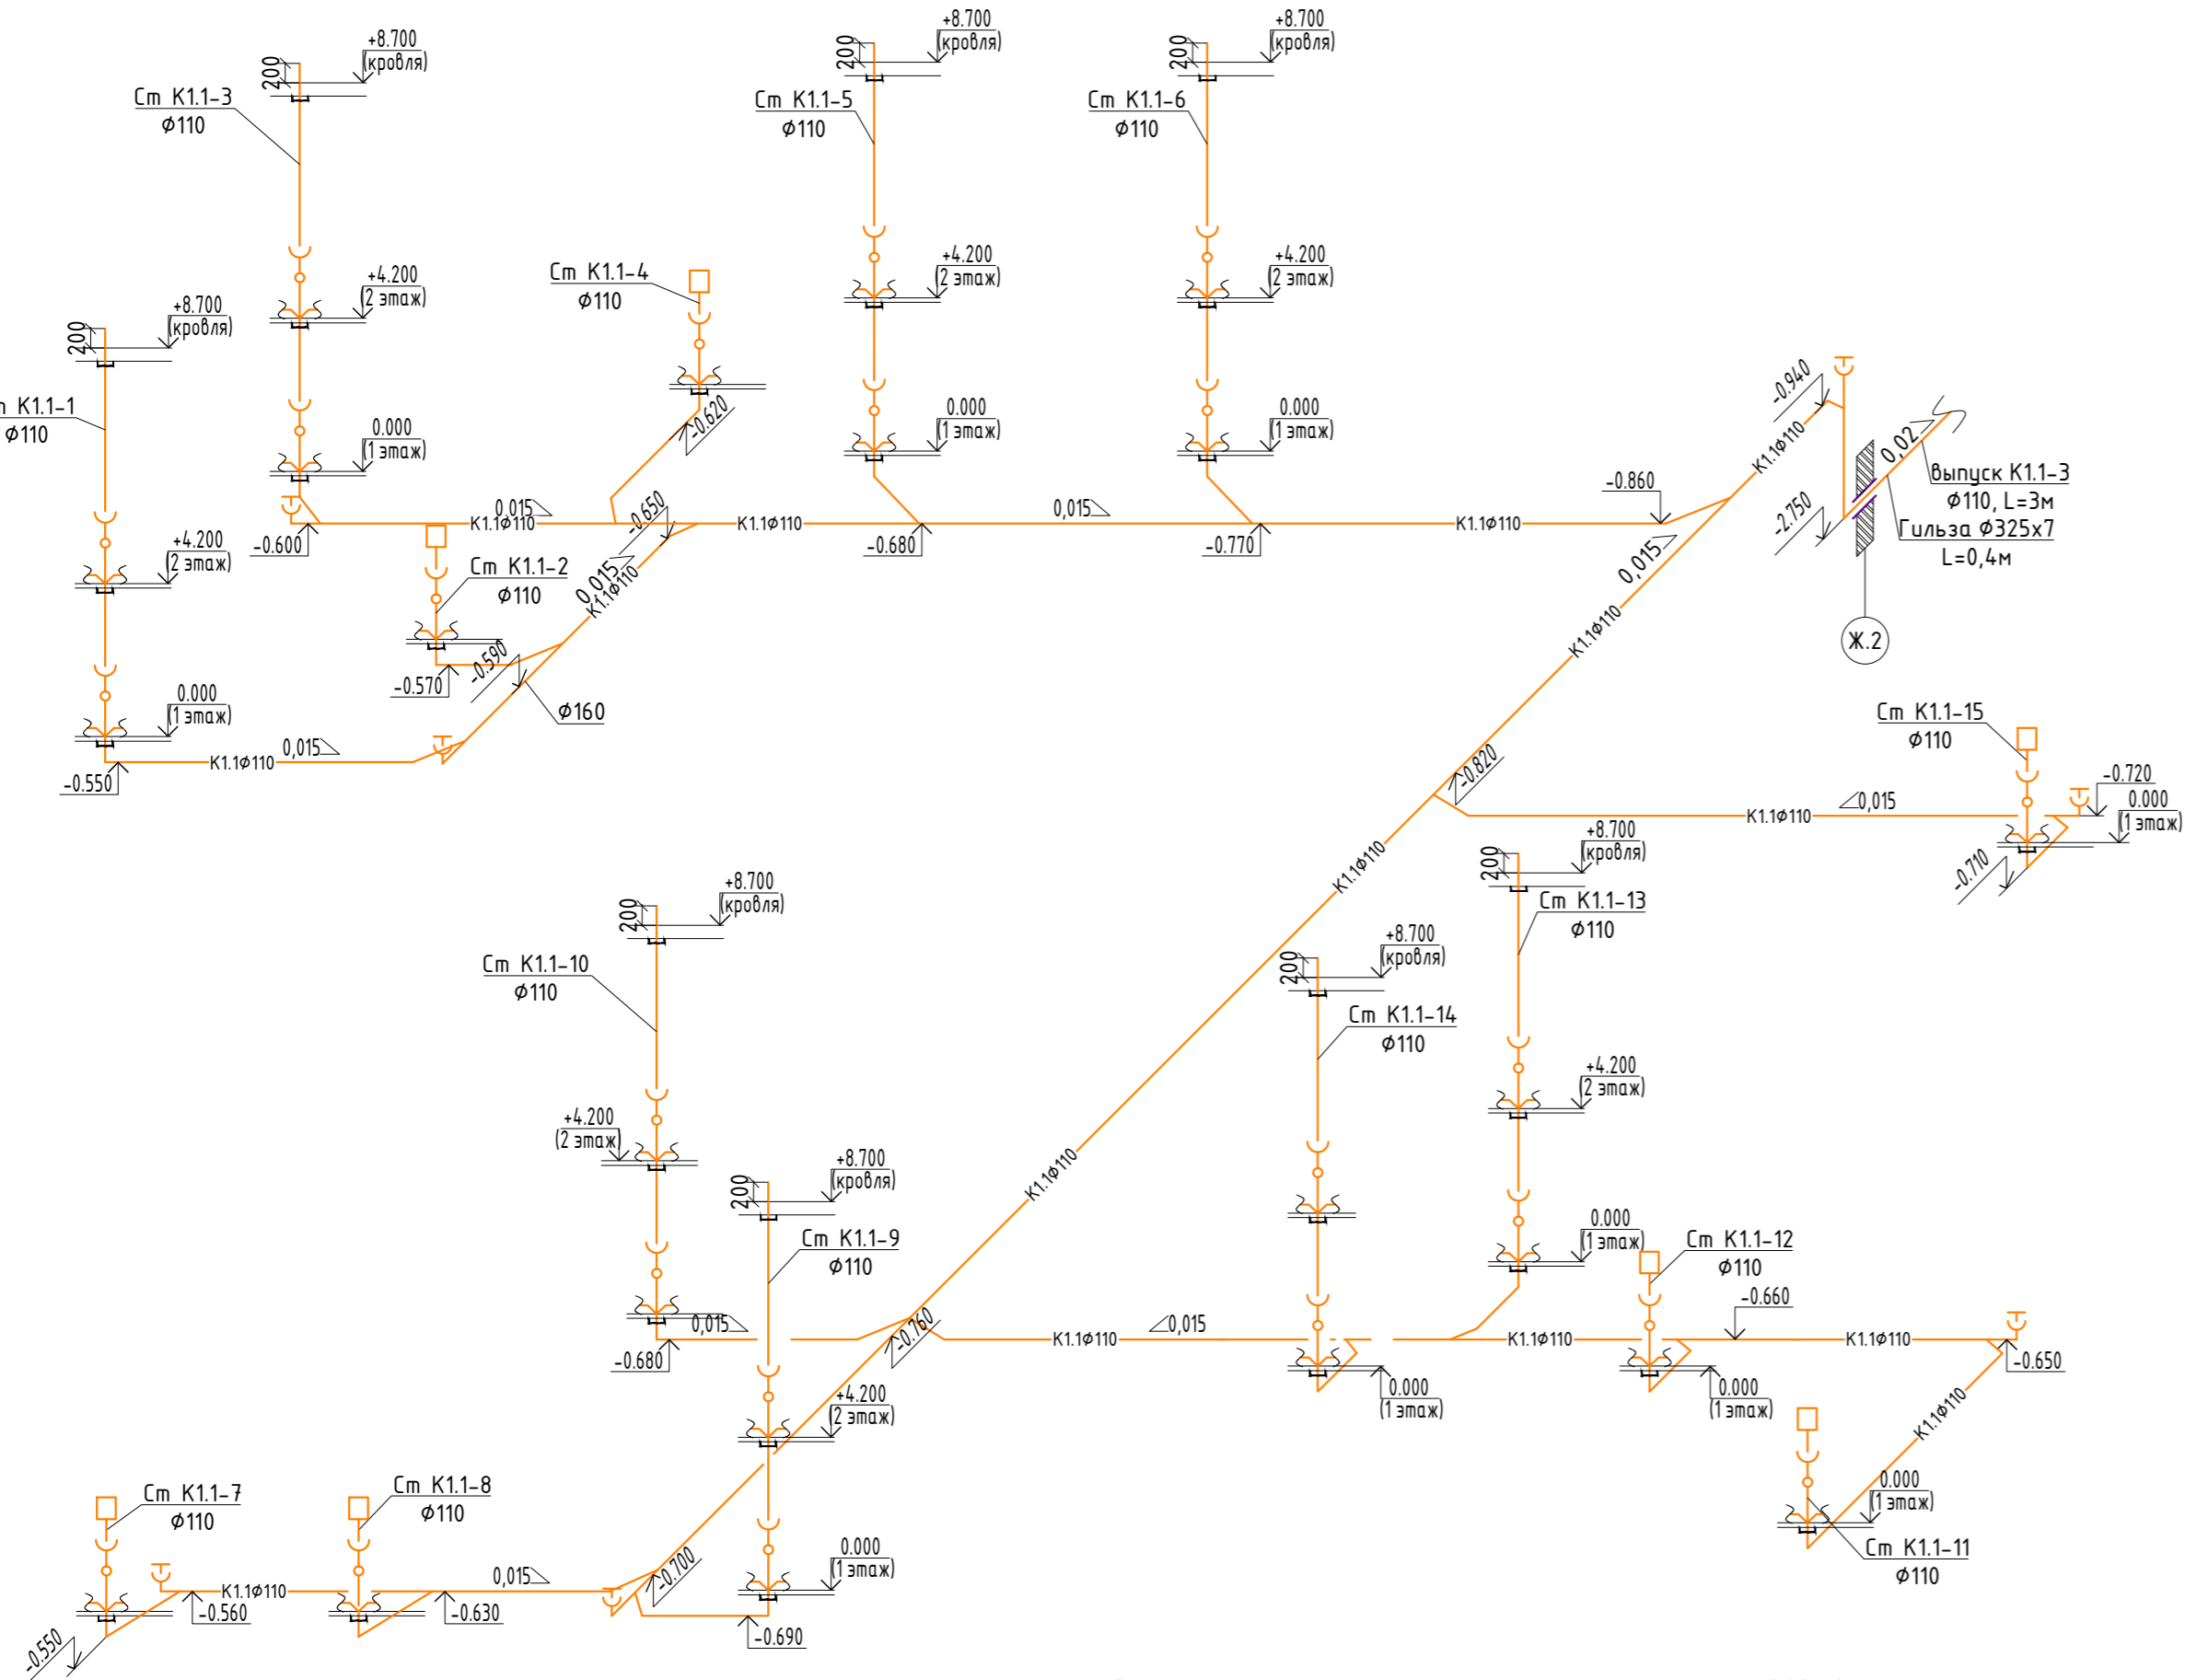 +8.700
(кровля)
200
Ст К1.1-3
Ф110
+4.200
(2 этаж)
0.000
(1 этаж)
-0.600
+8.700
(кровля)
200
Ст К1.1-5
Ф110
+4.200
(2 этаж)
0.000
(1 этаж)
-0.680
+8.700
(кровля)
200
Ст К1.1-6
Ф110
+4.200
(2 этаж)
0.000
(1 этаж)
-0.770
Ст К1.1-4
Ф110
-0.620
+8.700
(кровля)
200
К1.1-1
Ф110
+4.200
(2 этаж)
0.000
(1 этаж)
-0.550
К1.1Ф110
0,015
0,015
К1.1Ф110
-0.650
К1.1Ф110
0,015
К1.1Ф110
-0.860
Ст К1.1-2
Ф110
-0.570
-0.590
0,015
К1.1Ф110
Ф160
-0.940
К1.1Ф110
0,02
выпуск К1.1-3
Ф110, L=3м
Гильза Ф325х7
L=0,4м
-2.750
Ж.2
0,015
К1.1Ф110
-0.820
К1.1Ф110
К1.1Ф110
Ст К1.1-15
Ф110
-0.720
0.000
(1 этаж)
-0.710
К1.1Ф110
0,015
+8.700
(кровля)
200
Ст К1.1-13
Ф110
+4.200
(2 этаж)
0.000
(1 этаж)
+8.700
(кровля)
200
Ст К1.1-10
Ф110
+4.200
(2 этаж)
0,015
-0.680
+8.700
(кровля)
200
Ст К1.1-14
Ф110
0.000
(1 этаж)
+8.700
(кровля)
200
Ст К1.1-9
Ф110
+4.200
(2 этаж)
0.000
(1 этаж)
-0.690
-0.760
К1.1Ф110
0,015
К1.1Ф110
Ст К1.1-12
Ф110
-0.660
0.000
(1 этаж)
К1.1Ф110
-0.650
К1.1Ф110
0.000
(1 этаж)
Ст К1.1-11
Ф110
Ст К1.1-7
Ф110
-0.550
К1.1Ф110
-0.560
Ст К1.1-8
Ф110
-0.630
0,015
-0.700